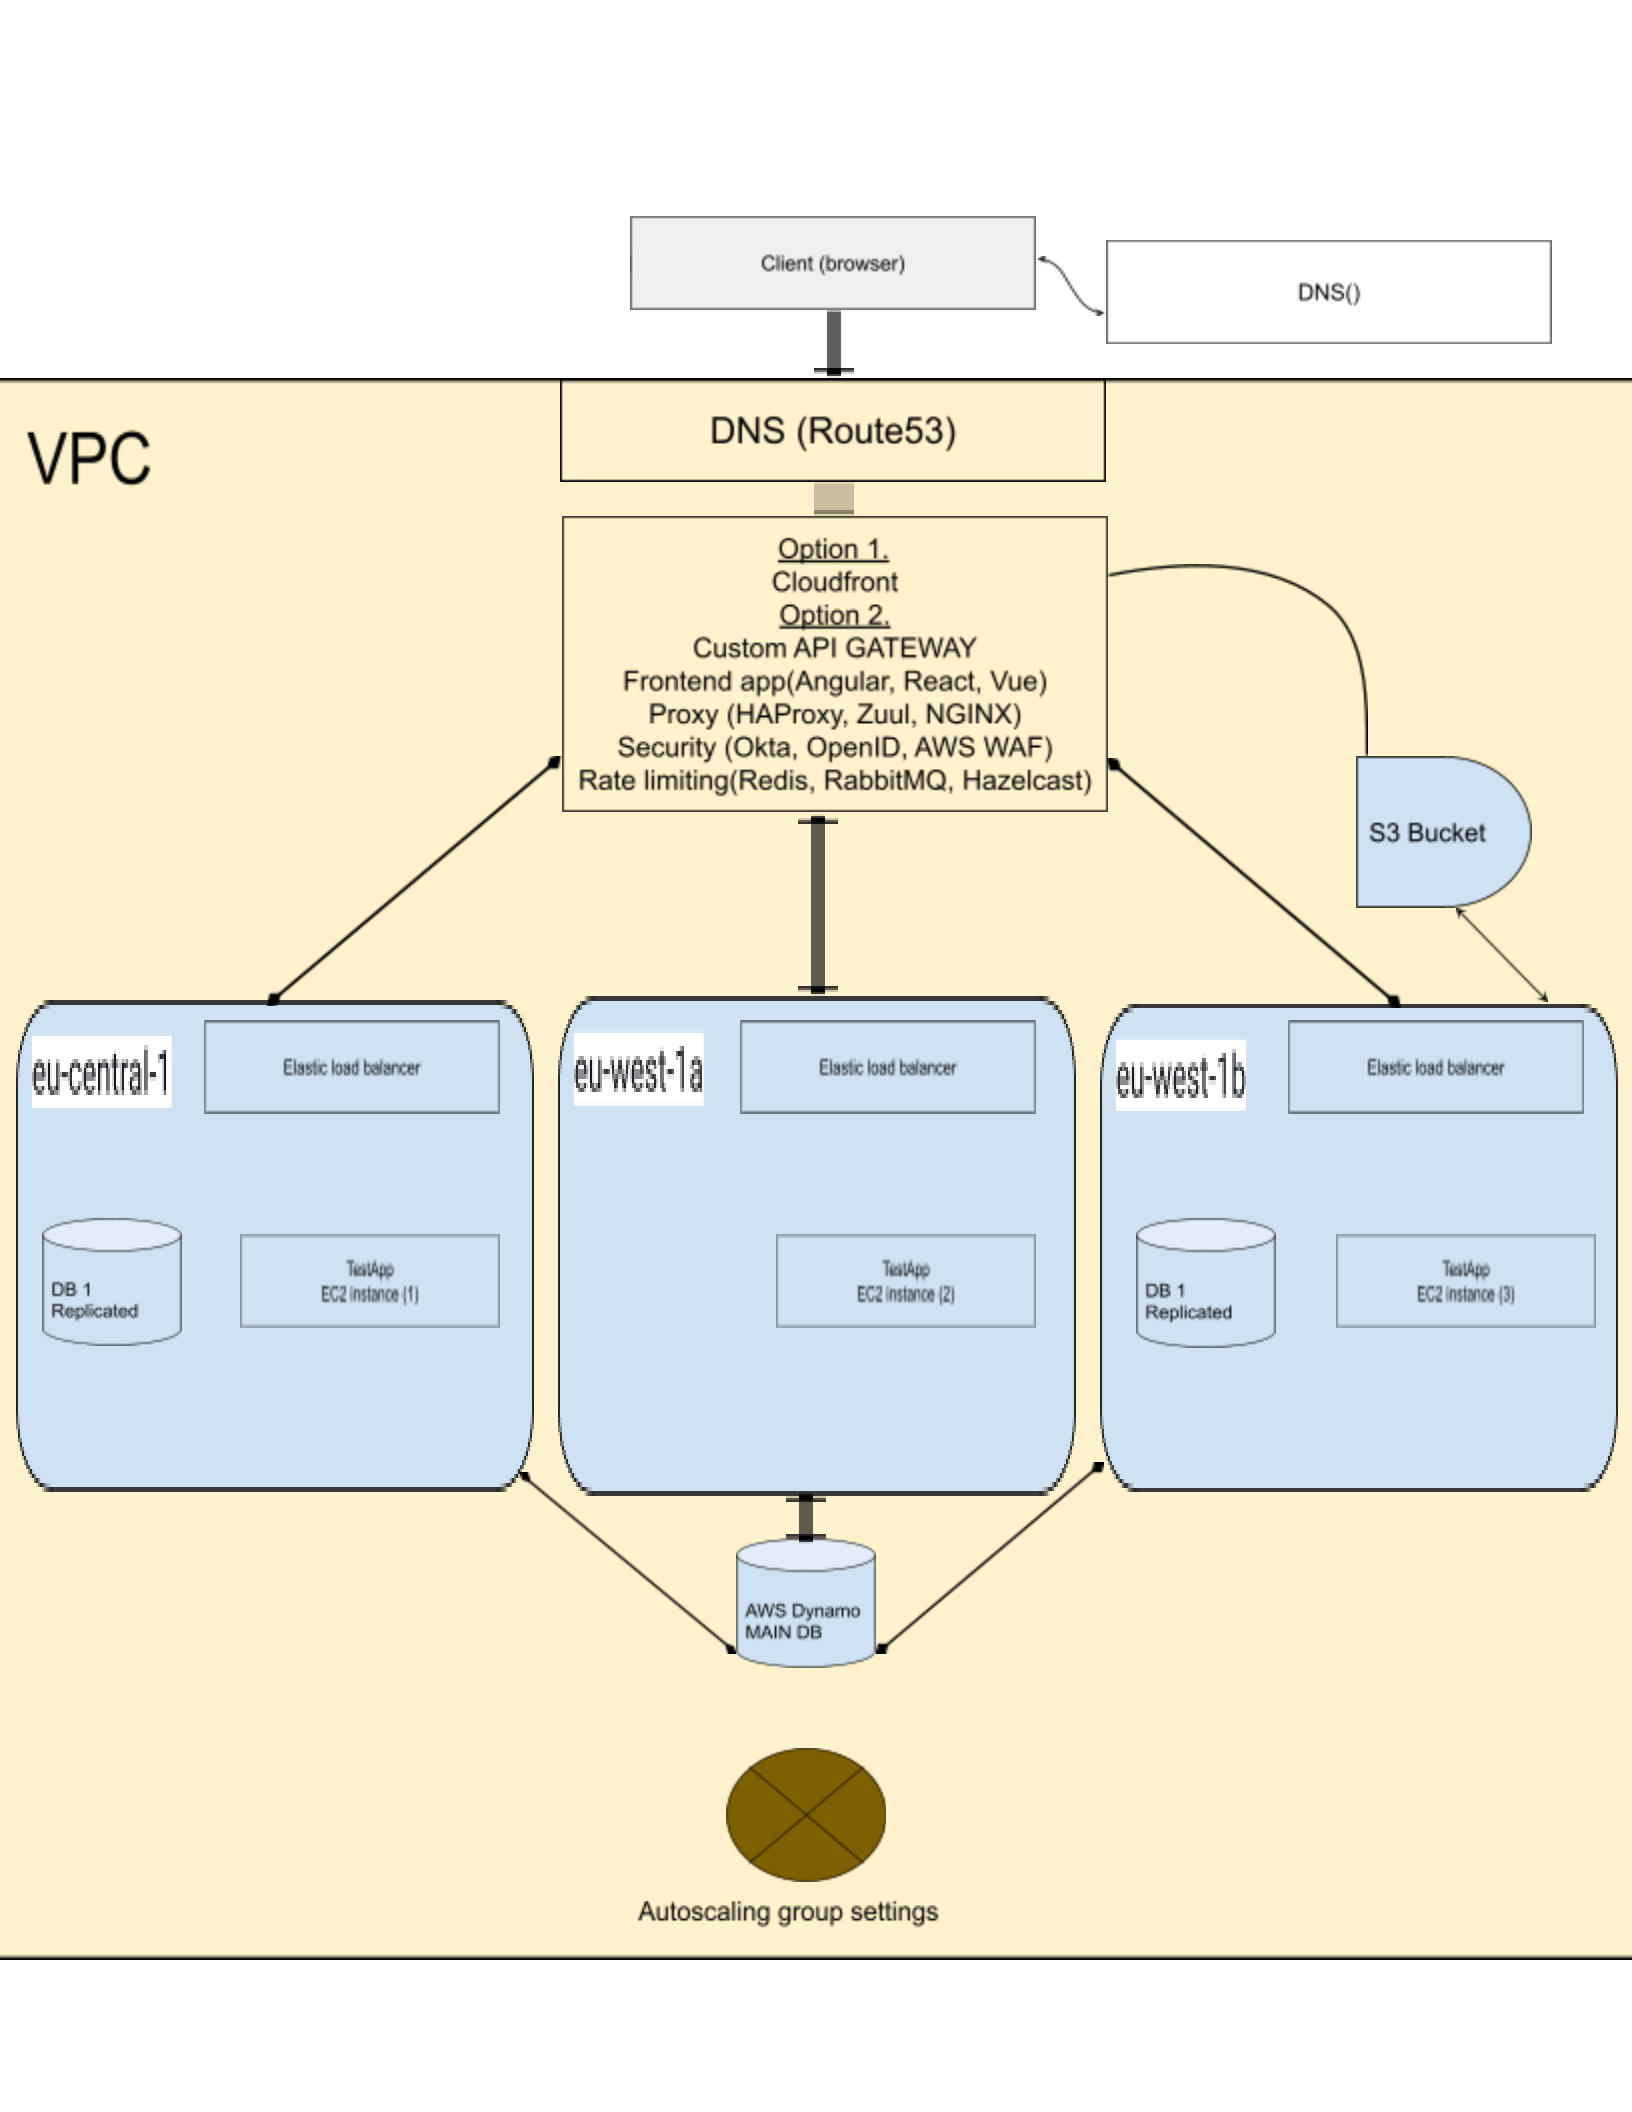 Client (browser)
DNS()
DNS (Route53)
VPC
Option 1.
Cloudfront
Option 2.
Custom API GATEWAY
Frontend app(Angular, React, Vue)
Proxy (HAProxy, Zuul, NGINX)
Security (Okta, OpenID, AWS WAF)
Rate limiting(Redis, RabbitMQ, Hazelcast)
S3 Bucket
eu-central-1
Elastic load balancer
DB 1
Replicated
TestApp
EC2 instance (1)
eu-west-1a
Elastic load balancer
TestApp
EC2 instance (2)
eu-west-1b
Elastic load balancer
DB 1
Replicated
TestApp
EC2 instance (3)
AWS Dynamo
MAIN DB
Autoscaling group settings